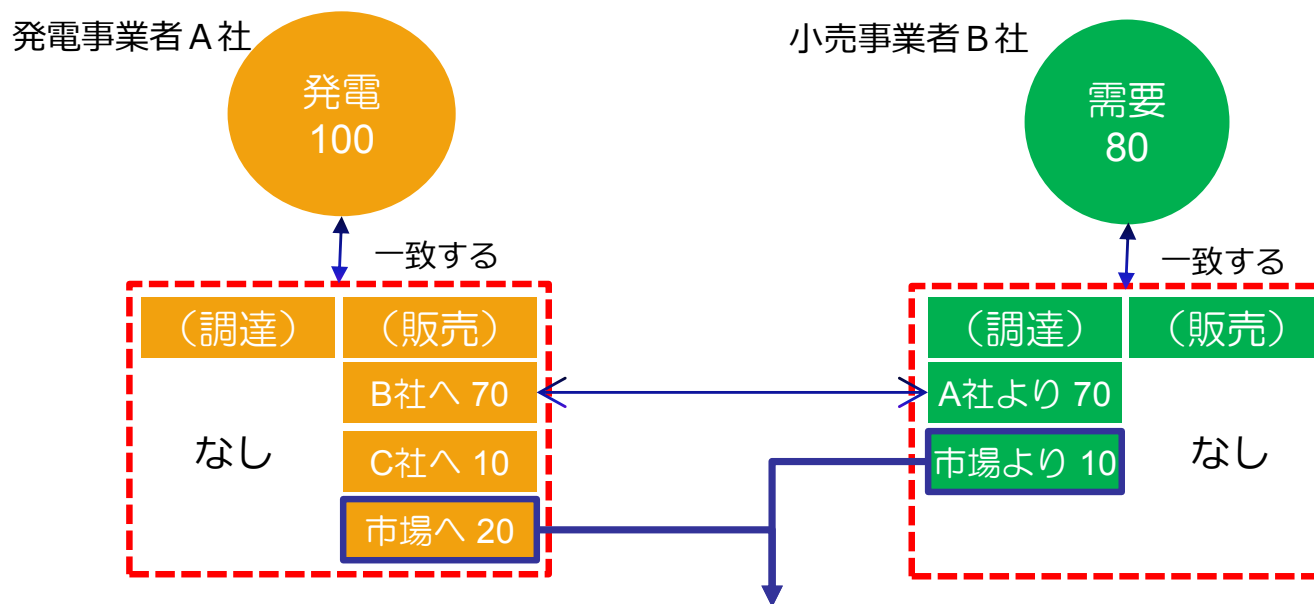 発電事業者A社
発電
100
一致する
（調達）
（販売）
なし
B社へ 70
C社へ 10
市場へ 20
小売事業者B社
需要
80
一致する
（調達）
（販売）
A社より 70
市場より 10
なし